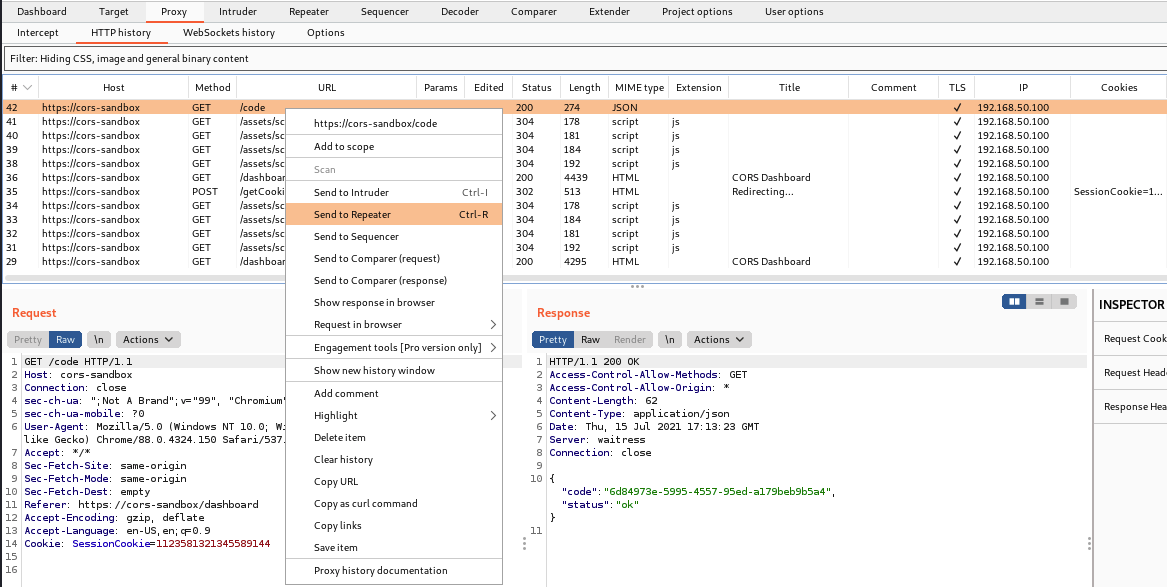 Dashboard Target Proxy Intruder Repeater Sequencer Decoder Comparer Extender Project options User options
Intercept HTTP history WebSockets history Options
Filter: Hiding CSS, image and general binary content
# Host Method URL Params Edited Status Length MIME type Extension Title Comment TLS IP Cookies
42 https://cors-sandbox GET /code 200 274 JSON ✓ 192.168.50.100
41 https://cors-sandbox GET /assets/sc 304 178 script js ✓ 192.168.50.100
40 https://cors-sandbox GET /assets/sc 304 181 script js ✓ 192.168.50.100
39 https://cors-sandbox GET /assets/sc 304 184 script js ✓ 192.168.50.100
38 https://cors-sandbox GET /assets/sc 304 192 script js ✓ 192.168.50.100
36 https://cors-sandbox GET /dashboar 200 4439 HTML CORS Dashboard ✓ 192.168.50.100
35 https://cors-sandbox POST /getCooki 302 513 HTML Redirecting... ✓ 192.168.50.100 SessionCookie=1...
34 https://cors-sandbox GET /assets/sc 304 178 script js ✓ 192.168.50.100
33 https://cors-sandbox GET /assets/sc 304 184 script js ✓ 192.168.50.100
32 https://cors-sandbox GET /assets/sc 304 181 script js ✓ 192.168.50.100
31 https://cors-sandbox GET /assets/sc 304 192 script js ✓ 192.168.50.100
29 https://cors-sandbox GET /dashboar 200 4295 HTML CORS Dashboard ✓ 192.168.50.100
https://cors-sandbox/code
Add to scope
Scan
Send to Intruder Ctrl-I
Send to Repeater Ctrl-R
Send to Sequencer
Send to Comparer (request)
Send to Comparer (response)
Show response in browser
Request in browser
Engagement tools [Pro version only]
Show new history window
Add comment
Highlight
Delete item
Clear history
Copy URL
Copy as curl command
Copy links
Save item
Proxy history documentation
Request
Pretty Raw \n Actions
1 GET /code HTTP/1.1
2 Host: cors-sandbox
3 Connection: close
4 sec-ch-ua: ";Not A Brand";v="99", "Chromium"
5 sec-ch-ua-mobile: ?0
6 User-Agent: Mozilla/5.0 (Windows NT 10.0; Wi
like Gecko) Chrome/88.0.4324.150 Safari/537.
7 Accept: */*
8 Sec-Fetch-Site: same-origin
9 Sec-Fetch-Mode: same-origin
10 Sec-Fetch-Dest: empty
11 Referer: https://cors-sandbox/dashboard
12 Accept-Encoding: gzip, deflate
13 Accept-Language: en-US,en;q=0.9
14 Cookie: SessionCookie=1123581321345589144
15
16
Response
Pretty Raw Render \n Actions
1 HTTP/1.1 200 OK
2 Access-Control-Allow-Methods: GET
3 Access-Control-Allow-Origin: *
4 Content-Length: 62
5 Content-Type: application/json
6 Date: Thu, 15 Jul 2021 17:13:23 GMT
7 Server: waitress
8 Connection: close
9
10 {
"code":"6d84973e-5995-4557-95ed-a179beb9b5a4",
"status":"ok"
}
11
INSPECTOR
Request Cook
Request Head
Response Hea